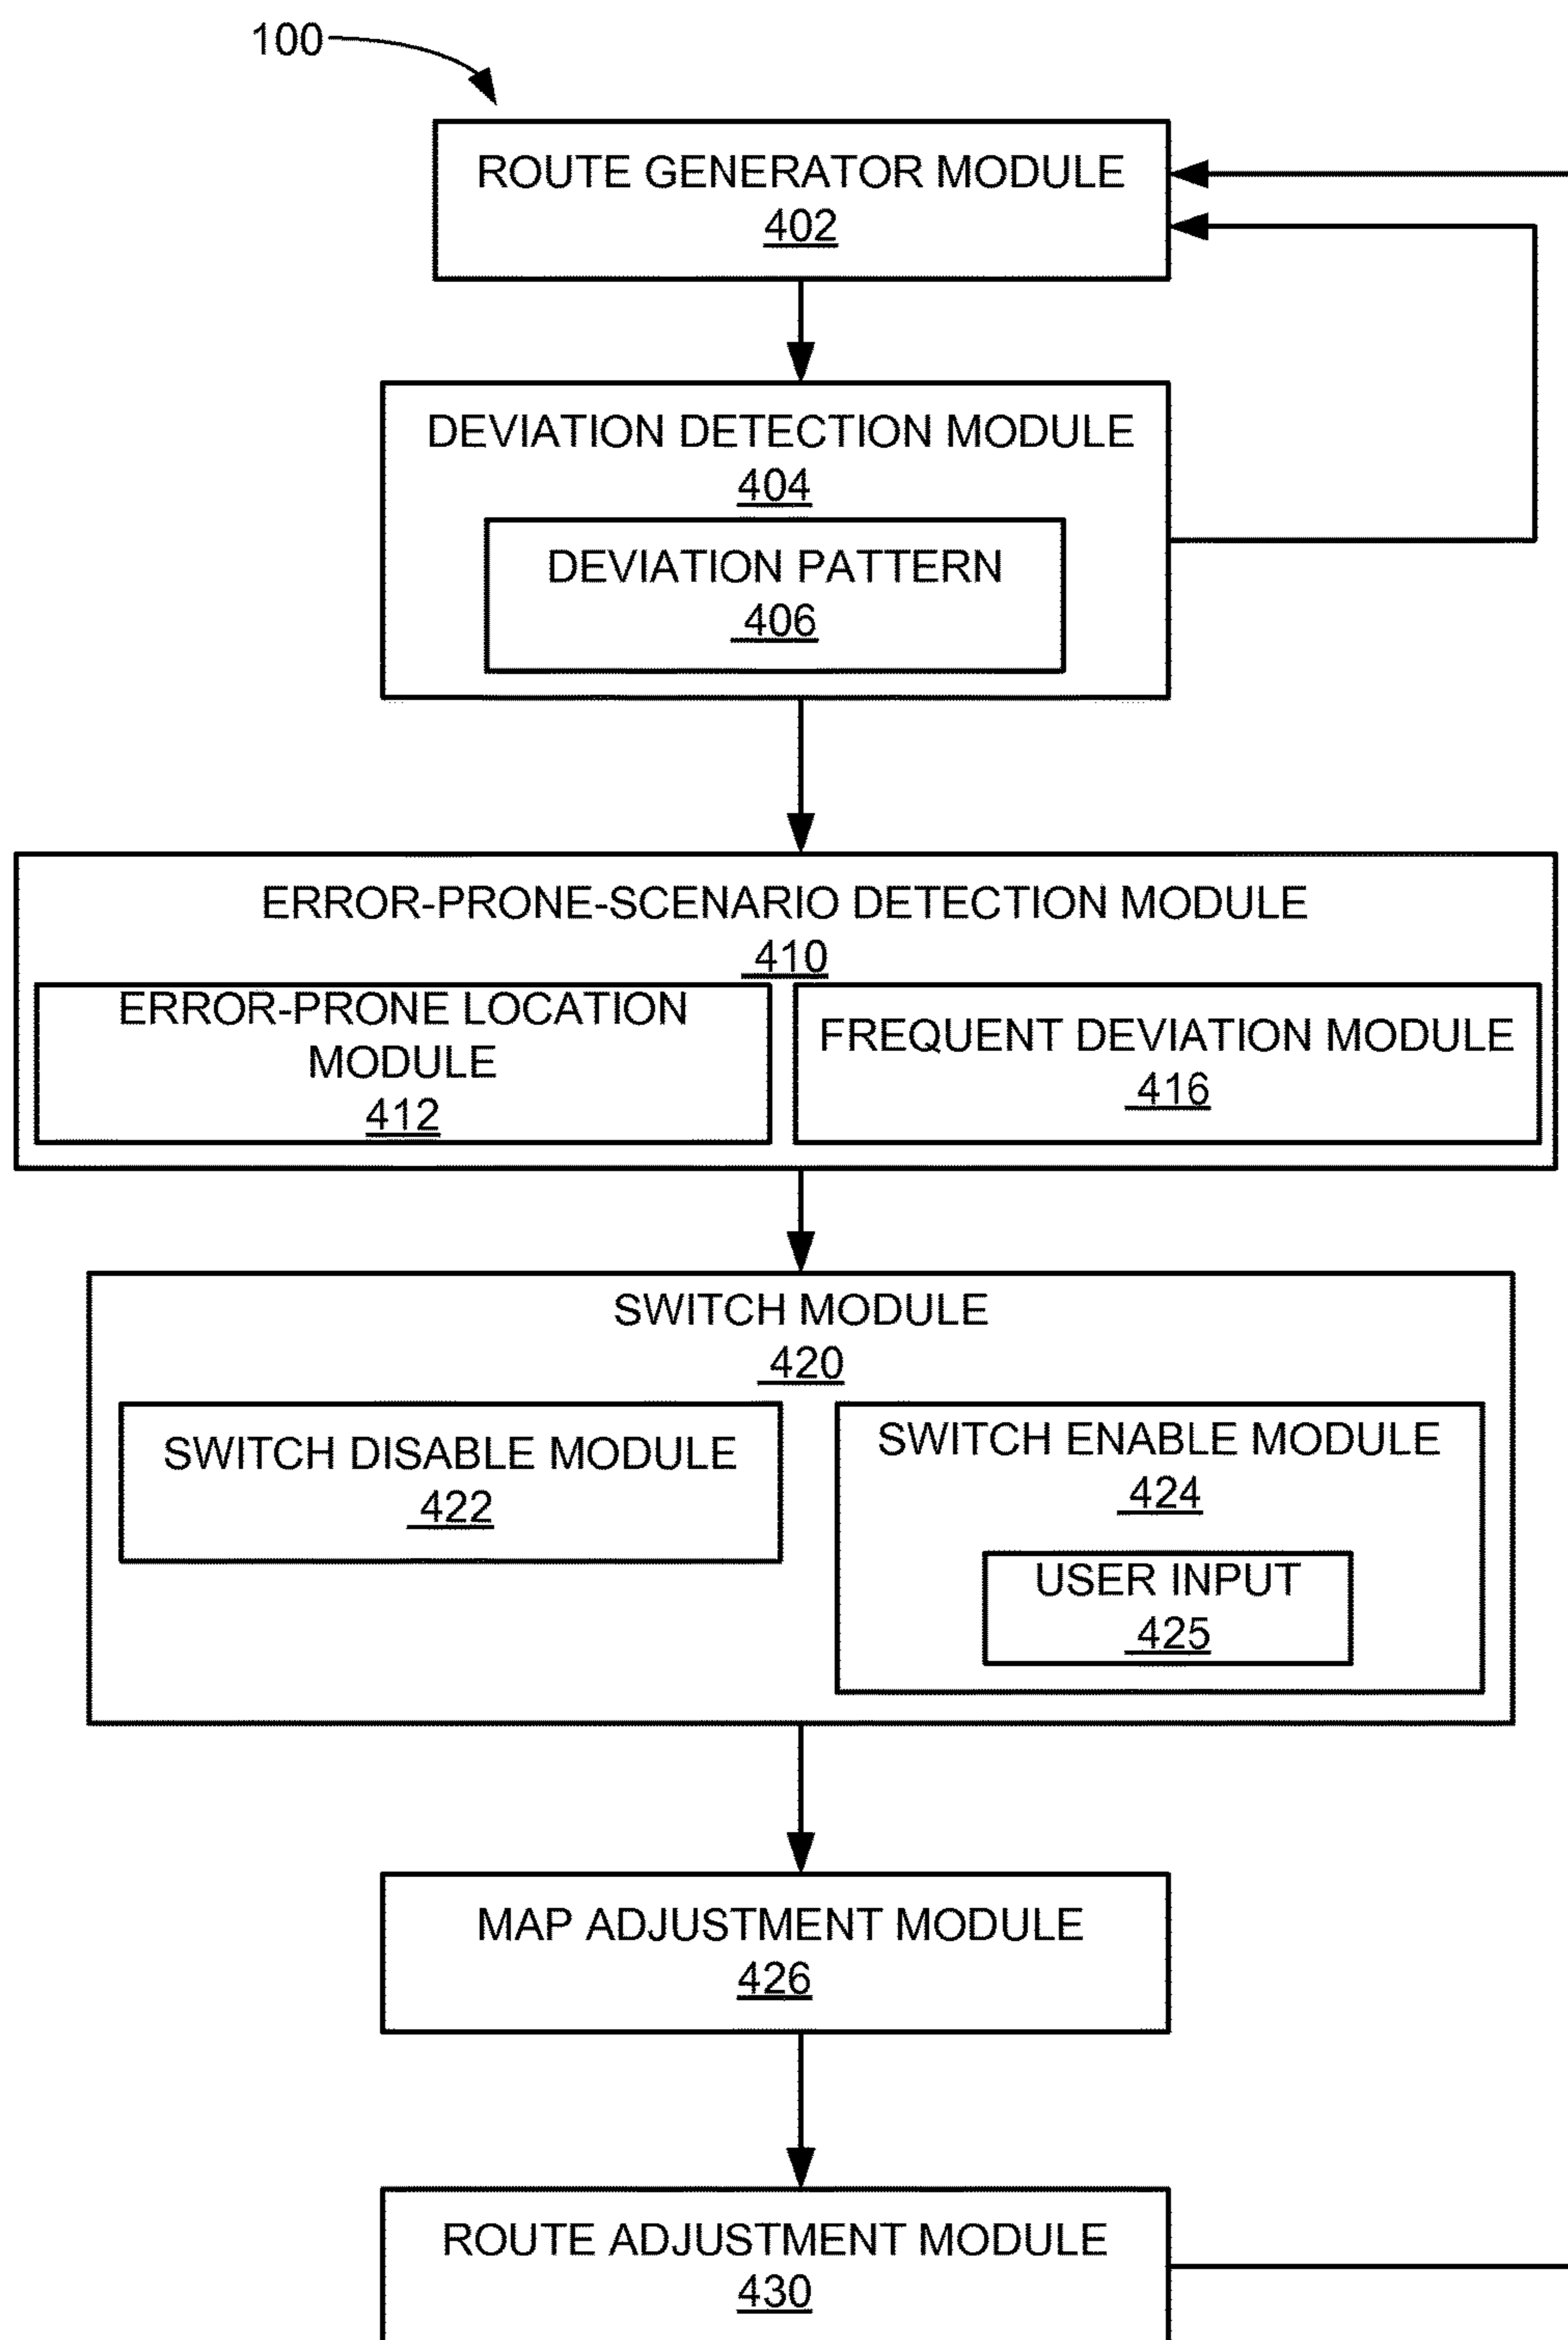 100
ROUTE GENERATOR MODULE
402
DEVIATION DETECTION MODULE
404
DEVIATION PATTERN
406
ERROR-PRONE-SCENARIO DETECTION MODULE
410
ERROR-PRONE LOCATION
MODULE
412
FREQUENT DEVIATION MODULE
416
SWITCH MODULE
420
SWITCH DISABLE MODULE
422
SWITCH ENABLE MODULE
424
USER INPUT
425
MAP ADJUSTMENT MODULE
426
ROUTE ADJUSTMENT MODULE
430